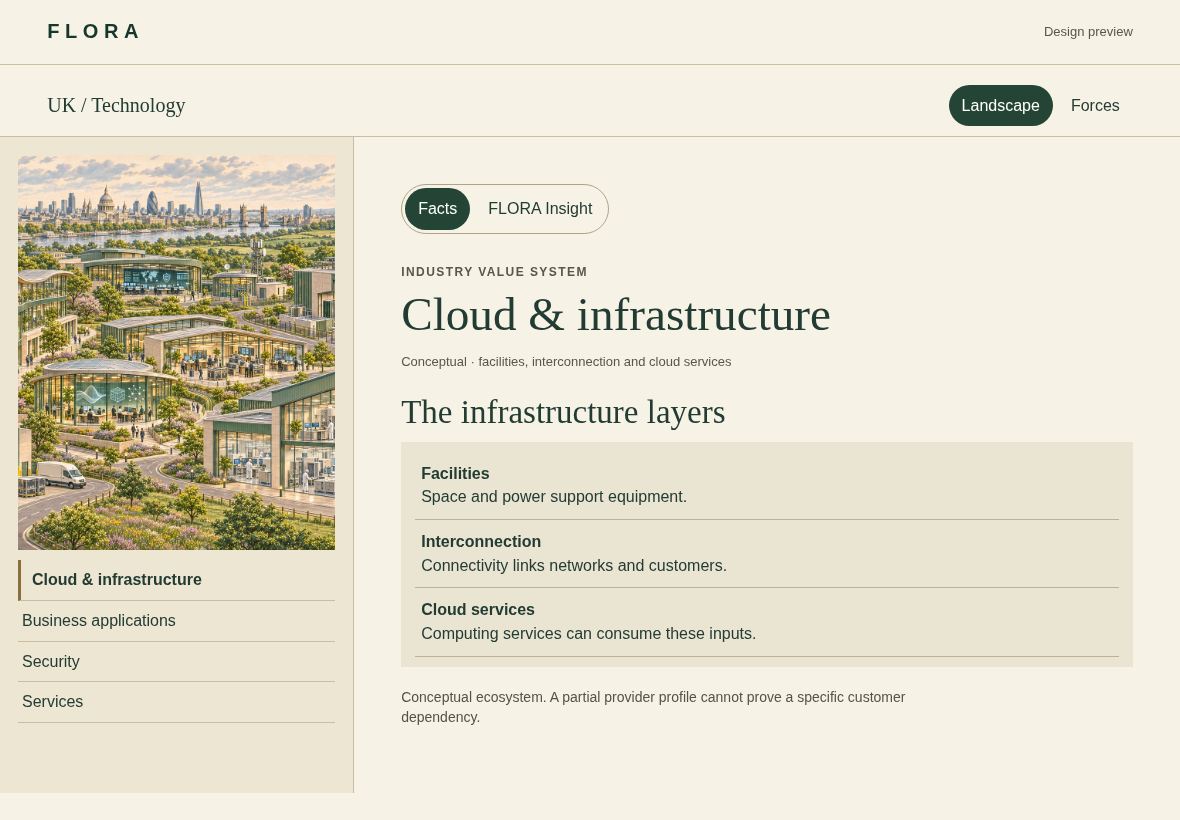 FLORA
Design preview
UK / Technology
Landscape
Forces
Facts
FLORA Insight
INDUSTRY VALUE SYSTEM
Cloud & infrastructure
Conceptual · facilities, interconnection and cloud services
The infrastructure layers
Facilities
Space and power support equipment.
Interconnection
Connectivity links networks and customers.
Cloud services
Computing services can consume these inputs.
Conceptual ecosystem. A partial provider profile cannot prove a specific customer
dependency.
Cloud & infrastructure
Business applications
Security
Services